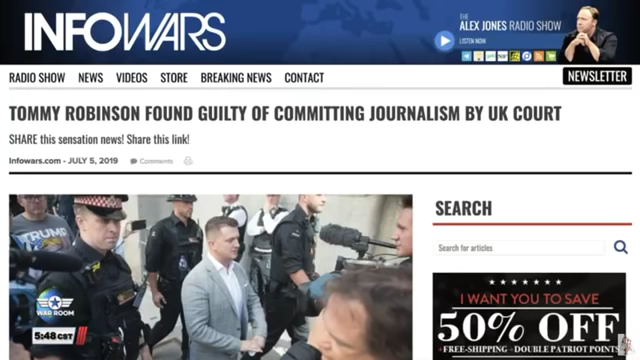 INFOWARS
THE
ALEX JONES RADIO SHOW
LISTEN NOW
RADIO SHOW NEWS VIDEOS STORE BREAKING NEWS CONTACT
NEWSLETTER
TOMMY ROBINSON FOUND GUILTY OF COMMITTING JOURNALISM BY UK COURT
SHARE this sensation news! Share this link!
Infowars.com - JULY 5, 2019 Comments
SEARCH
Search for articles
TRUMP
WAR ROOM
5:48 CST
I WANT YOU TO SAVE
50% OFF
+FREE-SHIPPING + DOUBLE PATRIOT POINTS